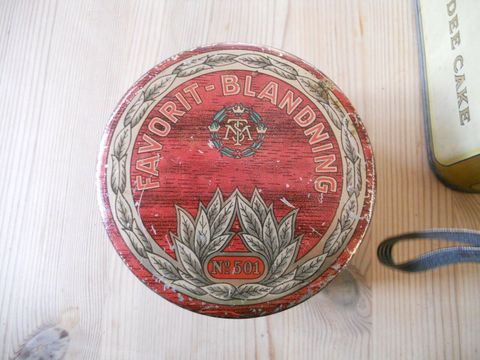 FAVORIT-BLANDNING
No 501
DEE CAKE